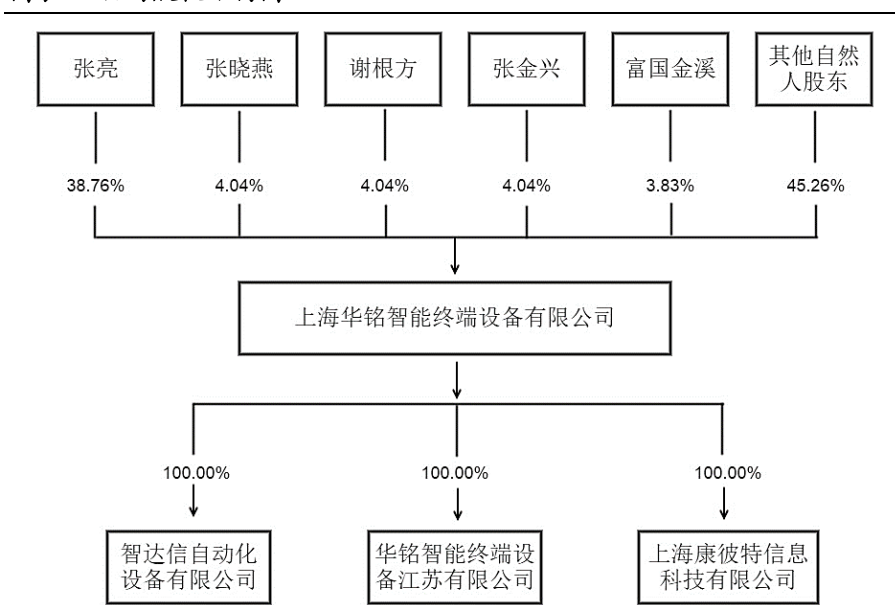 张亮
张晓燕
谢根方
张金兴
富国金溪
其他自然
人股东
38.76%
4.04%
4.04%
4.04%
3.83%
45.26%
上海华铭智能终端设备有限公司
100.00%
100.00%
100.00%
智达信自动化
设备有限公司
华铭智能终端设
备江苏有限公司
上海康彼特信息
科技有限公司